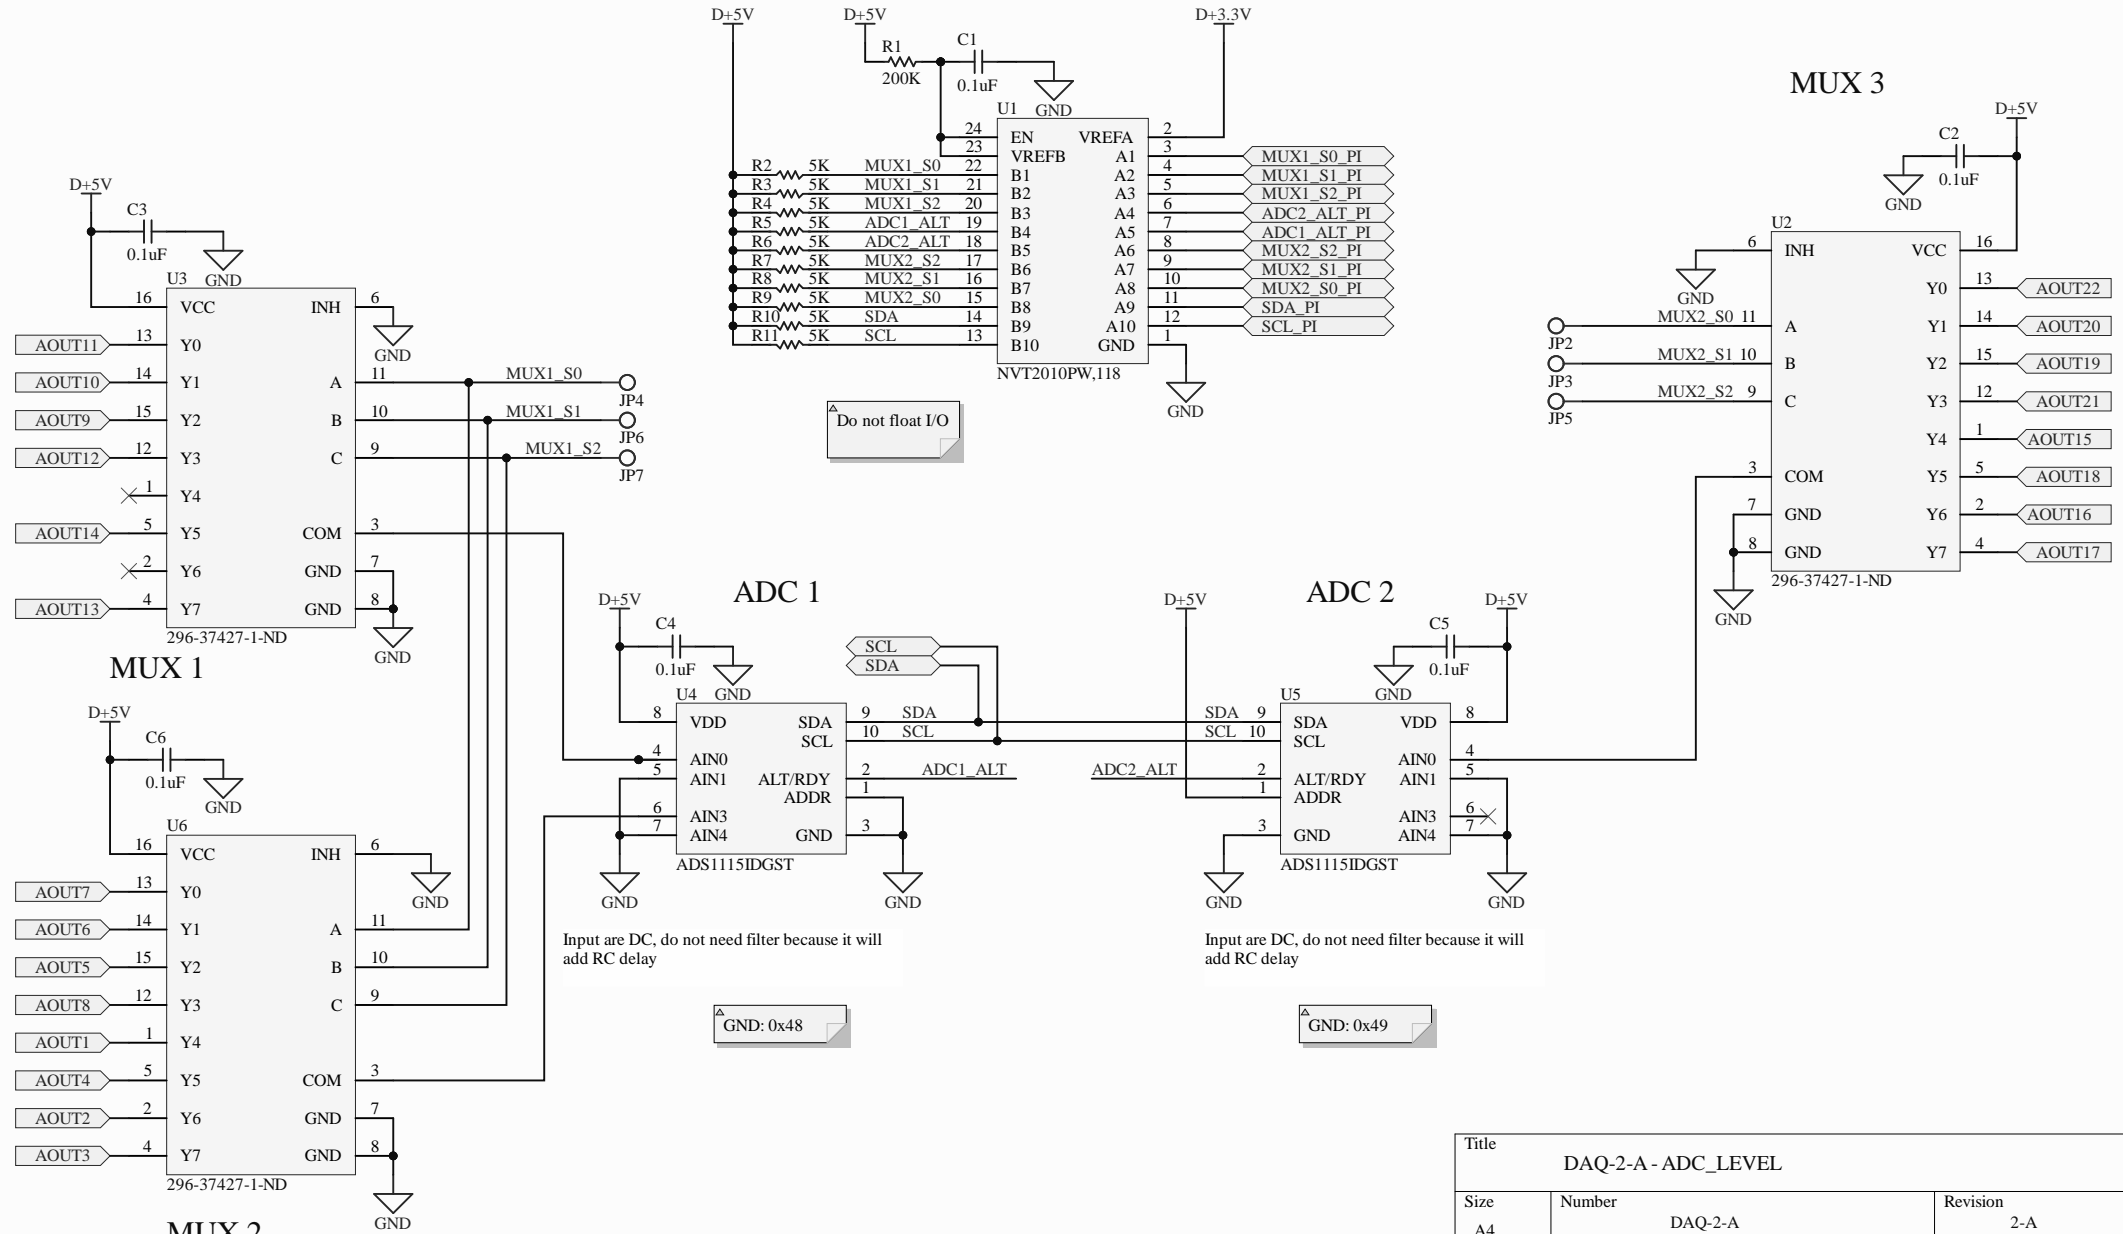 D+5V
D+5V
D+3.3V
R1
200K
C1
0.1uF
GND
U1
24 EN VREFA 2
23 VREFB A1 3 MUX1_S0_PI
R2 5K MUX1_S0 22 B1 A2 4 MUX1_S1_PI
R3 5K MUX1_S1 21 B2 A3 5 MUX1_S2_PI
R4 5K MUX1_S2 20 B3 A4 6 ADC2_ALT_PI
R5 5K ADC1_ALT 19 B4 A5 7 ADC1_ALT_PI
R6 5K ADC2_ALT 18 B5 A6 8 MUX2_S2_PI
R7 5K MUX2_S2 17 B6 A7 9 MUX2_S1_PI
R8 5K MUX2_S1 16 B7 A8 10 MUX2_S0_PI
R9 5K MUX2_S0 15 B8 A9 11 SDA_PI
R10 5K SDA 14 B9 A10 12 SCL_PI
R11 5K SCL 13 B10 GND 1
NVT2010PW,118
GND
Do not float I/O
MUX 3
D+5V
C2
0.1uF
GND
U2
6 INH VCC 16
GND
Y0 13 AOUT22
JP2 MUX2_S0 11 A Y1 14 AOUT20
JP3 MUX2_S1 10 B Y2 15 AOUT19
JP5 MUX2_S2 9 C Y3 12 AOUT21
Y4 1 AOUT15
3 COM Y5 5 AOUT18
7 GND Y6 2 AOUT16
8 GND Y7 4 AOUT17
296-37427-1-ND
GND
D+5V
C3
0.1uF
GND
U3
16 VCC INH 6
GND
AOUT11 13 Y0
AOUT10 14 Y1 A 11 MUX1_S0 JP4
AOUT9 15 Y2 B 10 MUX1_S1 JP6
AOUT12 12 Y3 C 9 MUX1_S2 JP7
1 Y4
AOUT14 5 Y5 COM 3
2 Y6 GND 7
AOUT13 4 Y7 GND 8
296-37427-1-ND
GND
MUX 1
ADC 1
D+5V
C4
0.1uF
GND
SCL
SDA
U4
8 VDD SDA 9 SDA
SCL 10 SCL
4 AIN0
5 AIN1 ALT/RDY 2 ADC1_ALT
ADDR 1
6 AIN3
7 AIN4 GND 3
ADS1115IDGST
GND
GND
Input are DC, do not need filter because it will
add RC delay
GND: 0x48
ADC 2
D+5V
D+5V
C5
0.1uF
GND
U5
SDA 9 SDA VDD 8
SCL 10 SCL
AIN0 4
ADC2_ALT 2 ALT/RDY AIN1 5
1 ADDR
AIN3 6
3 GND AIN4 7
ADS1115IDGST
GND
GND
Input are DC, do not need filter because it will
add RC delay
GND: 0x49
D+5V
C6
0.1uF
GND
U6
16 VCC INH 6
GND
AOUT7 13 Y0
AOUT6 14 Y1 A 11
AOUT5 15 Y2 B 10
AOUT8 12 Y3 C 9
AOUT1 1 Y4
AOUT4 5 Y5 COM 3
AOUT2 2 Y6 GND 7
AOUT3 4 Y7 GND 8
296-37427-1-ND
GND
MUX 2
Title
DAQ-2-A - ADC_LEVEL
Size Number Revision
A4 DAQ-2-A 2-A